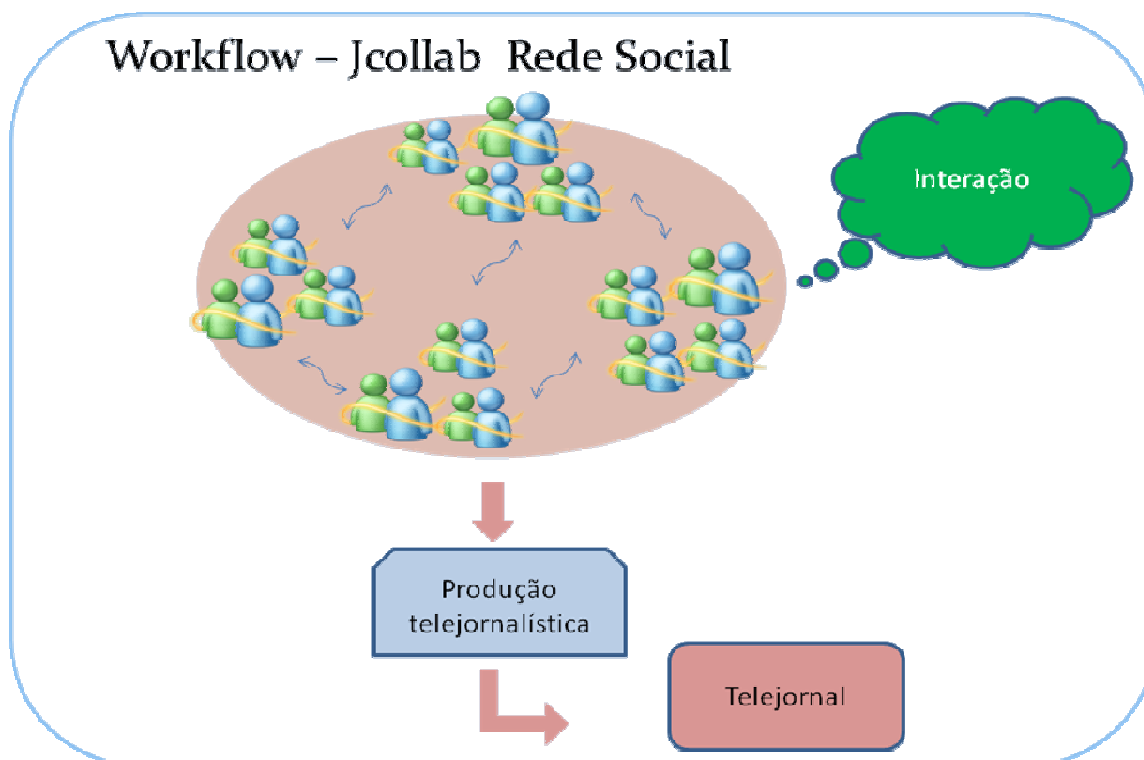 Workflow – Jcollab Rede Social
Interação
Produção
telejornalística
Telejornal